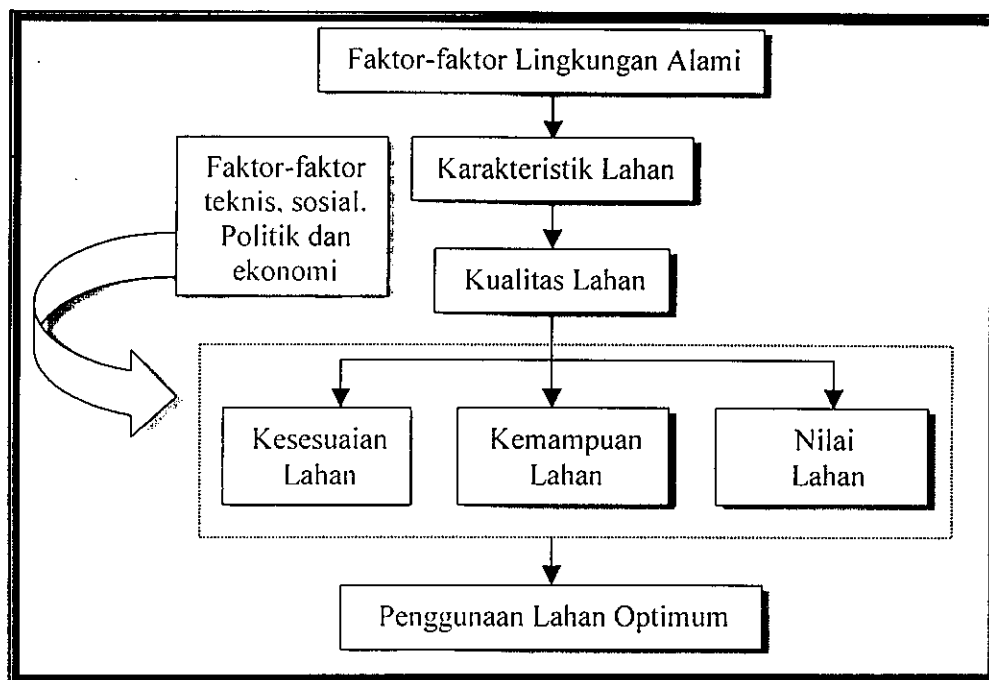 Faktor-faktor Lingkungan Alami
Karakteristik Lahan
Faktor-faktor
teknis, sosial.
Politik dan
ekonomi
Kualitas Lahan
Kesesuaian
Lahan
Kemampuan
Lahan
Nilai
Lahan
Penggunaan Lahan Optimum